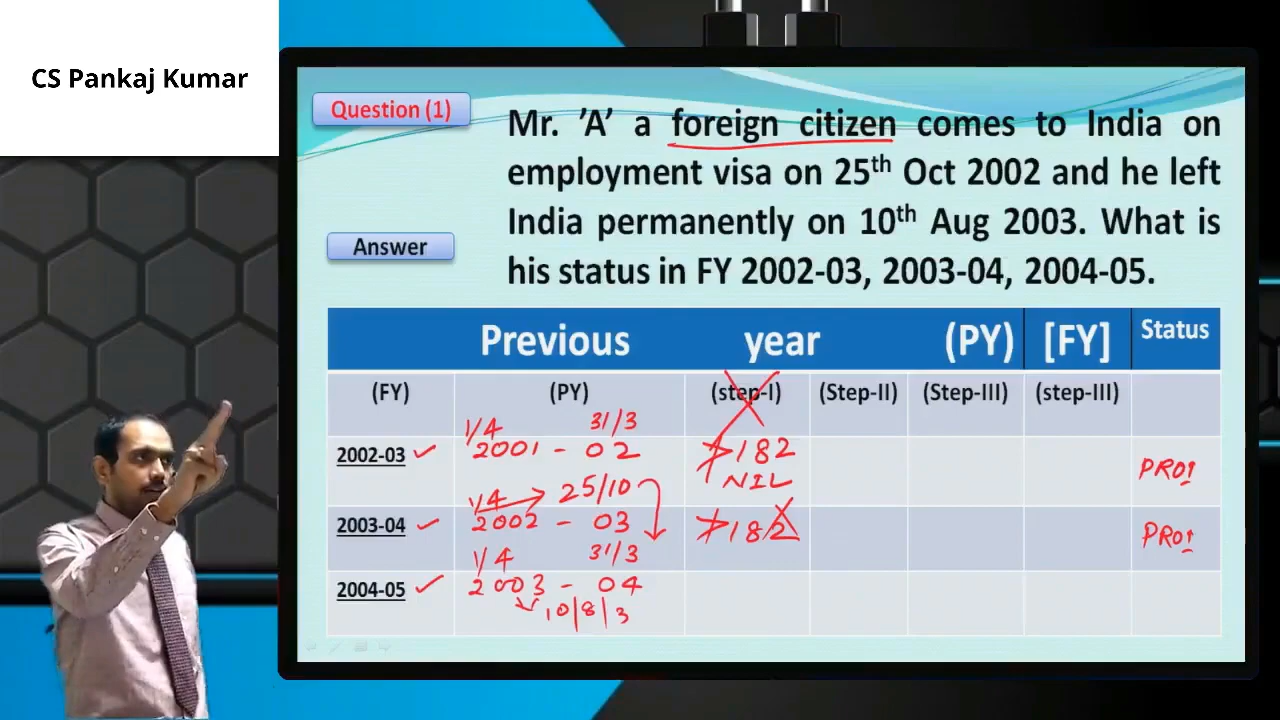 CS Pankaj Kumar
Question (1)
Mr. ’A’ a foreign citizen comes to India on
employment visa on 25th Oct 2002 and he left
India permanently on 10th Aug 2003. What is
his status in FY 2002-03, 2003-04, 2004-05.
Answer
Previous year (PY) [FY] Status
(FY) (PY) (step-I) (Step-II) (Step-III) (step-III)
1/4 31/3
2002-03 2001 - 02 >182 PROI
NIL
1/4 25/10
2003-04 2002 - 03 >182 PROI
1/4 31/3
2004-05 2003 - 04
10/8/3